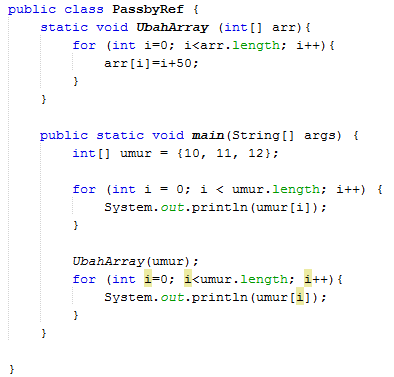 public class PassbyRef {
static void UbahArray (int[] arr){
for (int i=0; i<arr.length; i++){
arr[i]=i+50;
}
}
public static void main(String[] args) {
int[] umur = {10, 11, 12};
for (int i = 0; i < umur.length; i++) {
System.out.println(umur[i]);
}
UbahArray(umur);
for (int i=0; i<umur.length; i++){
System.out.println(umur[i]);
}
}
}